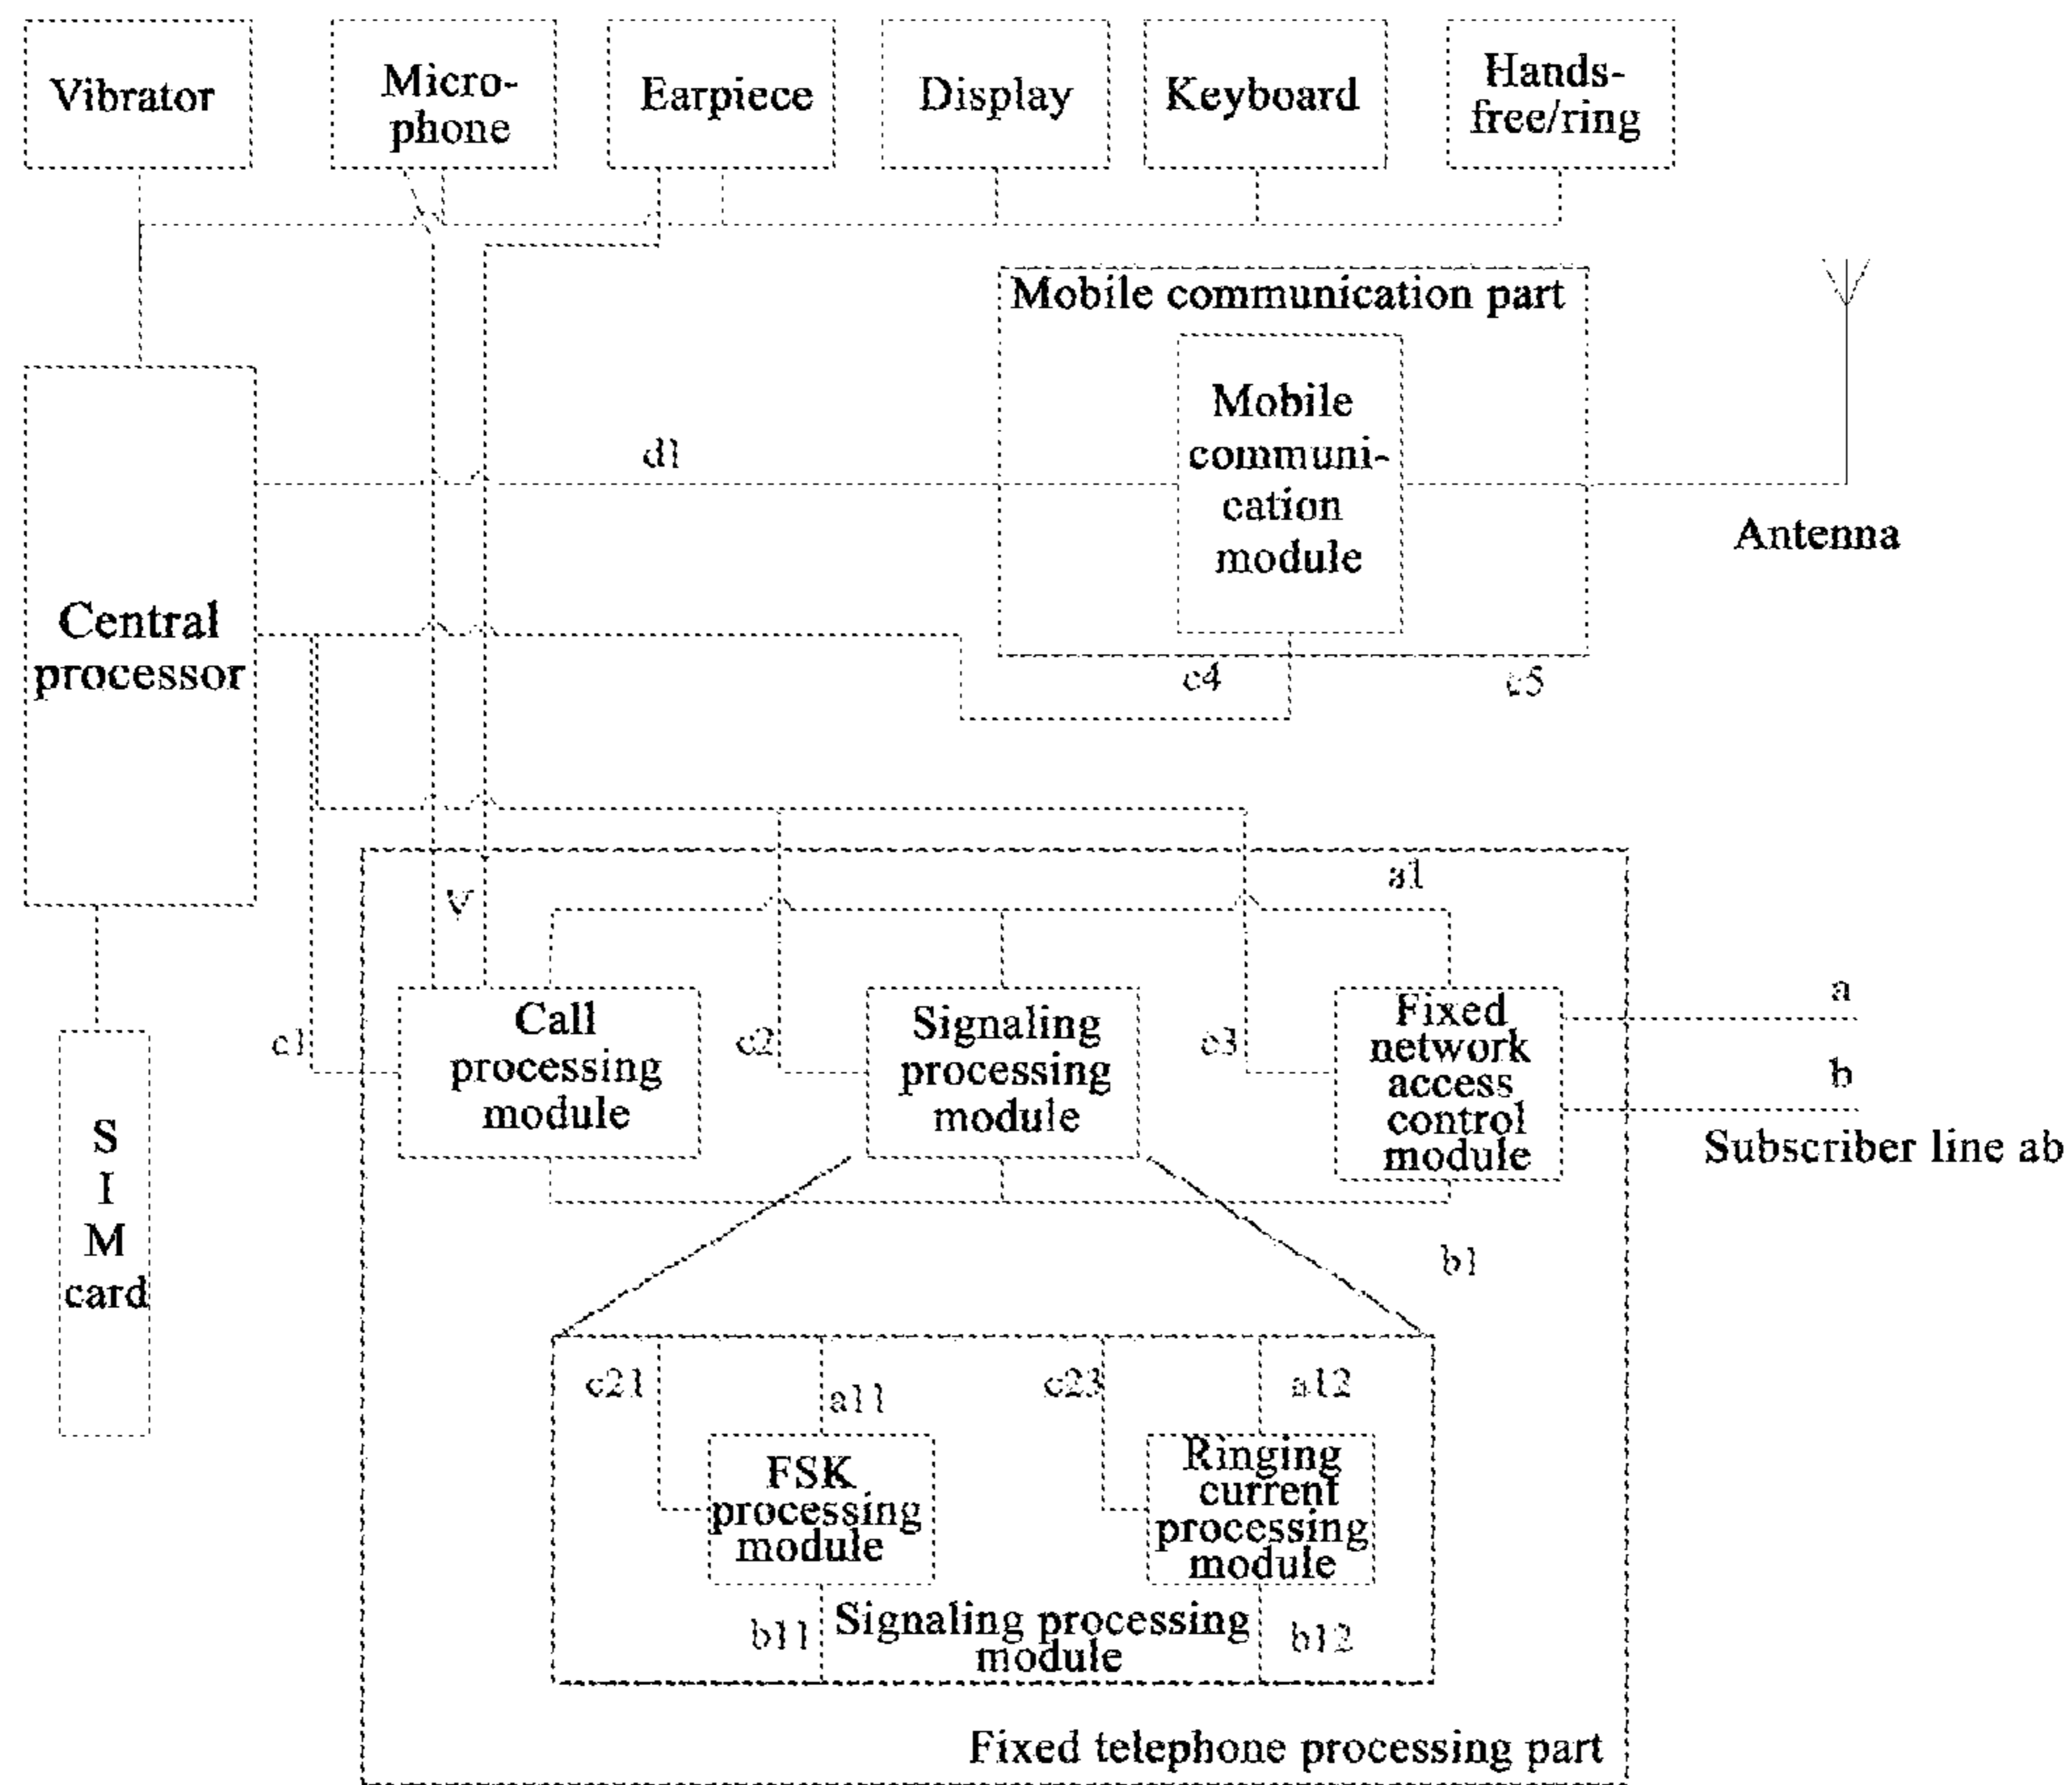 Vibrator
Micro-
phone
Earpiece
Display
Keyboard
Hands-
free/ring
Mobile communication part
Mobile
communi-
cation
module
d1
Antenna
Central
processor
c4
c5
a1
V
a
Call
processing
module
Signaling
processing
module
Fixed
network
access
control
module
c1
c2
c3
b
Subscriber line ab
S
I
M
card
b1
c21
a11
c23
a12
FSK
processing
module
Ringing
current
processing
module
b11
Signaling processing
module
b12
Fixed telephone processing part